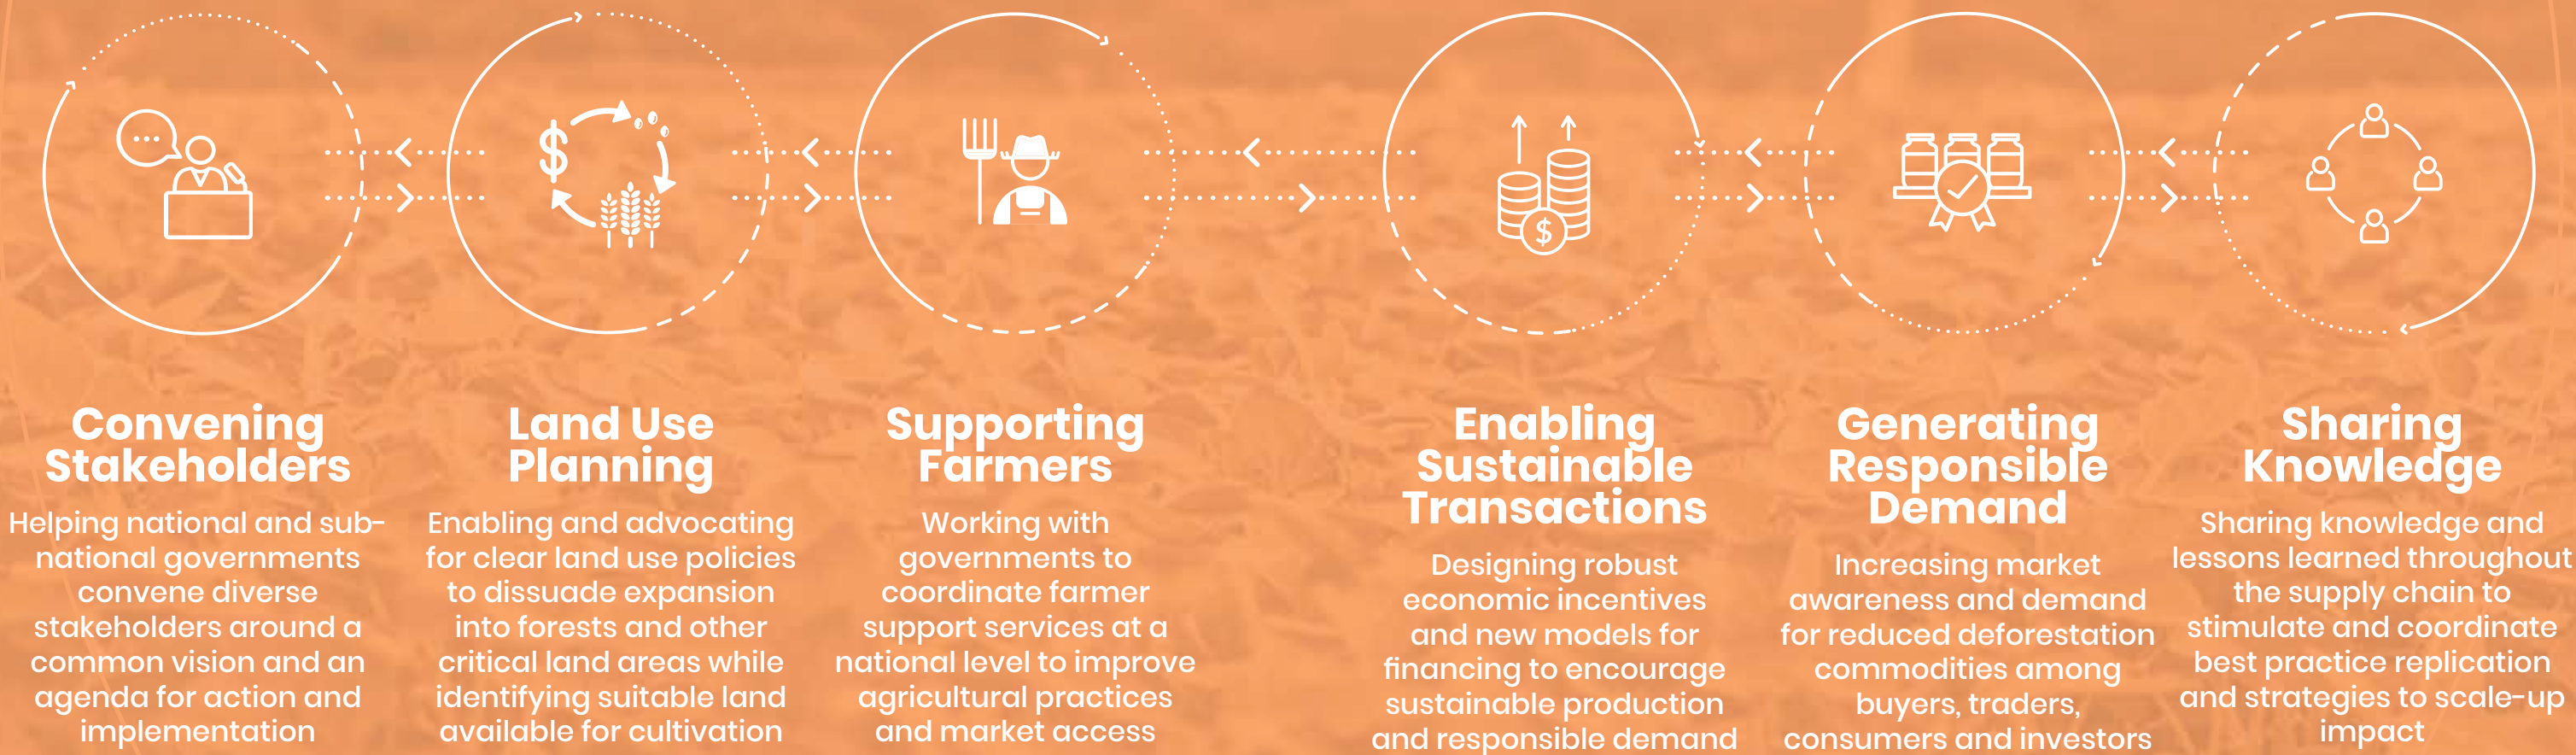 Convening
Stakeholders
Helping national and sub-
national governments
convene diverse
stakeholders around a
common vision and an
agenda for action and
implementation
Land Use
Planning
Enabling and advocating
for clear land use policies
to dissuade expansion
into forests and other
critical land areas while
identifying suitable land
available for cultivation
Supporting
Farmers
Working with
governments to
coordinate farmer
support services at a
national level to improve
agricultural practices
and market access
Enabling
Sustainable
Transactions
Designing robust
economic incentives
and new models for
financing to encourage
sustainable production
and responsible demand
Generating
Responsible
Demand
Increasing market
awareness and demand
for reduced deforestation
commodities among
buyers, traders,
consumers and investors
Sharing
Knowledge
Sharing knowledge and
lessons learned throughout
the supply chain to
stimulate and coordinate
best practice replication
and strategies to scale-up
impact